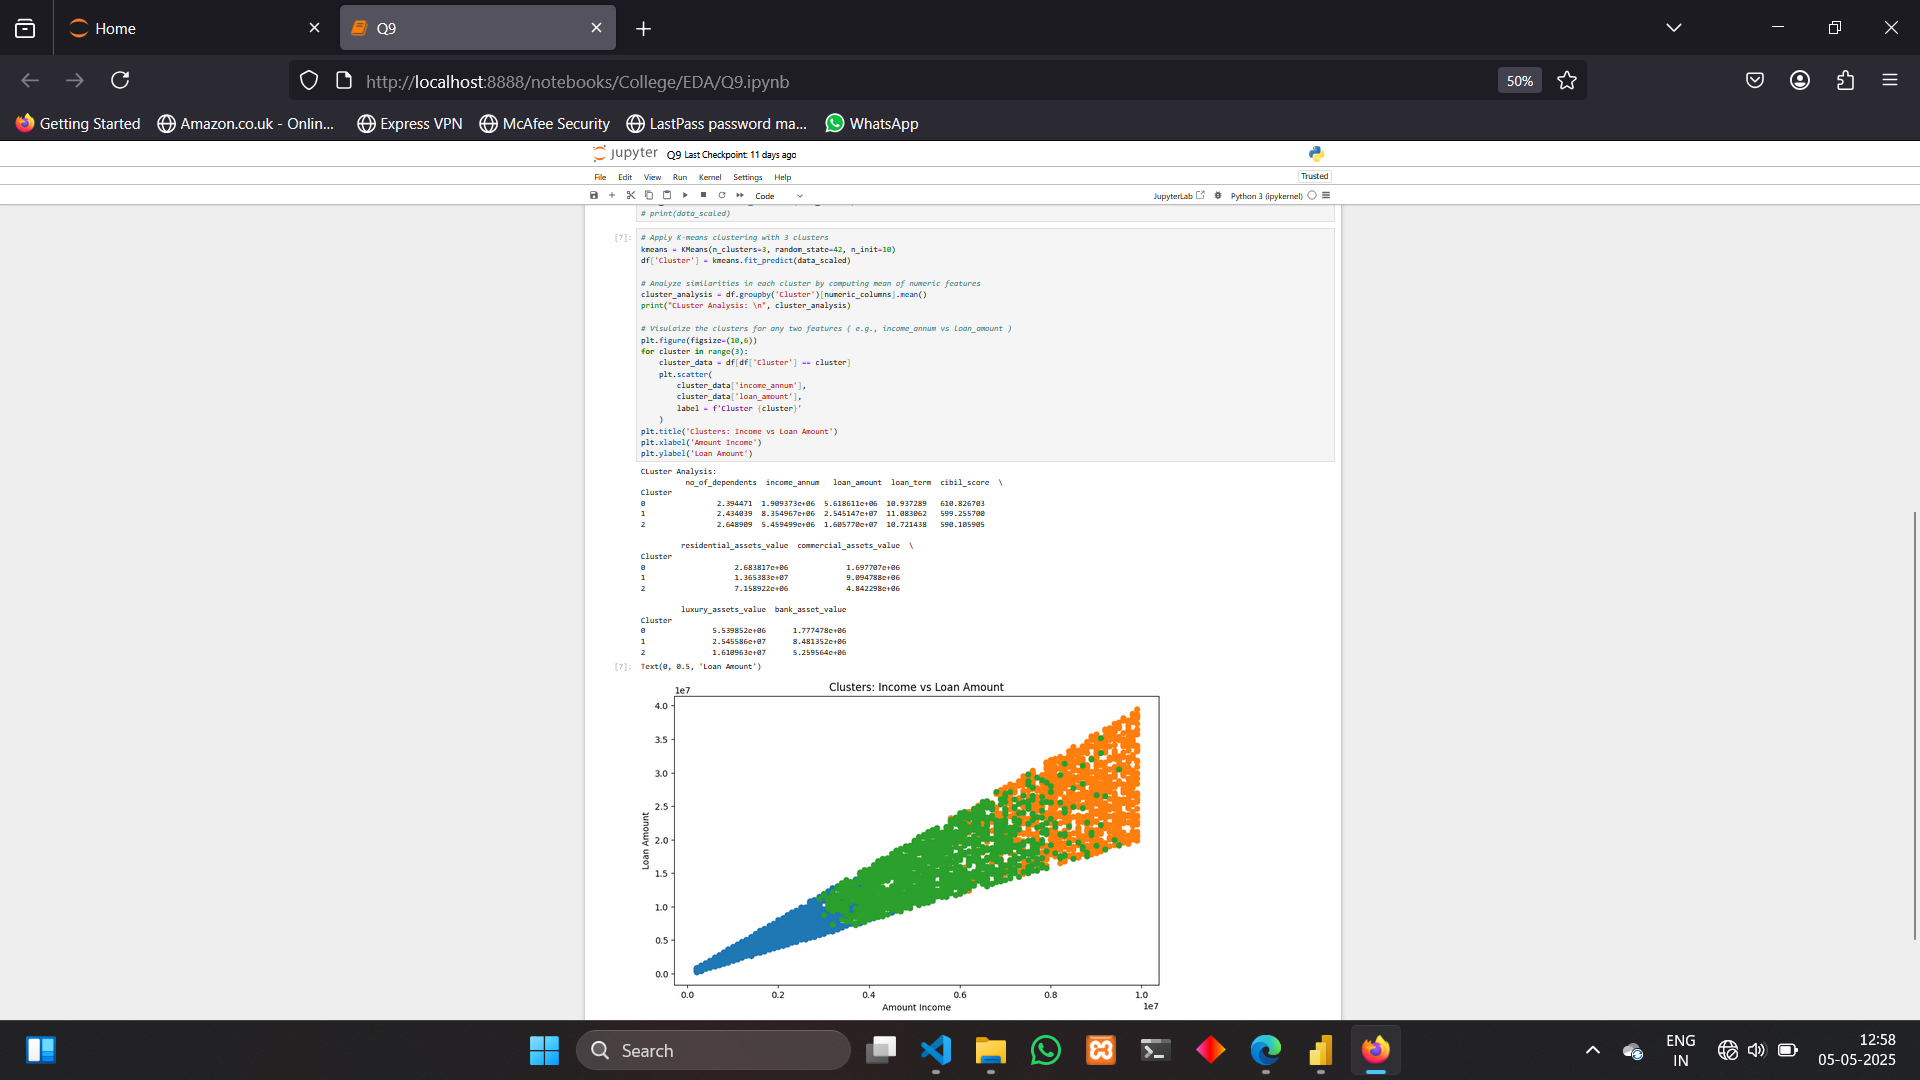 Home
Q9
http://localhost:8888/notebooks/College/EDA/Q9.ipynb
50%
Getting Started
Amazon.co.uk - Onlin...
Express VPN
McAfee Security
LastPass password ma...
WhatsApp
jupyter Q9 Last Checkpoint: 11 days ago
File Edit View Run Kernel Settings Help
Trusted
Code
JupyterLab
Python 3 (ipykernel)
# print(data_scaled)
[7]:
# Apply K-means clustering with 3 clusters
kmeans = KMeans(n_clusters=3, random_state=42, n_init=10)
df['Cluster'] = kmeans.fit_predict(data_scaled)
# Analyze similarities in each cluster by computing mean of numeric features
cluster_analysis = df.groupby('Cluster')[numeric_columns].mean()
print("CLuster Analysis: \n", cluster_analysis)
# Visulaize the clusters for any two features ( e.g., income_annum vs loan_amount )
plt.figure(figsize=(10,6))
for cluster in range(3):
    cluster_data = df[df['Cluster'] == cluster]
    plt.scatter(
        cluster_data['income_annum'],
        cluster_data['loan_amount'],
        label = f'Cluster {cluster}'
    )
plt.title('Clusters: Income vs Loan Amount')
plt.xlabel('Amount Income')
plt.ylabel('Loan Amount')
CLuster Analysis:
no_of_dependents income_annum loan_amount loan_term cibil_score \
Cluster
0 2.394471 1.909373e+06 5.618611e+06 10.937289 610.826703
1 2.434039 8.354967e+06 2.545147e+07 11.083062 599.255700
2 2.648909 5.459499e+06 1.605770e+07 10.721438 590.105905
residential_assets_value commercial_assets_value \
Cluster
0 2.683817e+06 1.697707e+06
1 1.365383e+07 9.094788e+06
2 7.158922e+06 4.842298e+06
luxury_assets_value bank_asset_value
Cluster
0 5.539852e+06 1.777478e+06
1 2.545586e+07 8.481352e+06
2 1.610963e+07 5.259564e+06
[7]: Text(0, 0.5, 'Loan Amount')
Clusters: Income vs Loan Amount
1e7
4.0
3.5
3.0
2.5
2.0
1.5
1.0
0.5
0.0
Loan Amount
0.0 0.2 0.4 0.6 0.8 1.0
1e7
Amount Income
Search
ENG
IN
12:58
05-05-2025